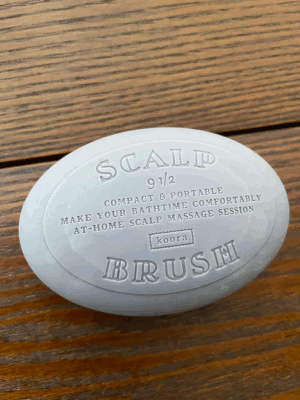 SCALP
9 1/2
COMPACT & PORTABLE
MAKE YOUR BATHTIME COMFORTABLY
AT-HOME SCALP MASSAGE SESSION
koora
BRUSH